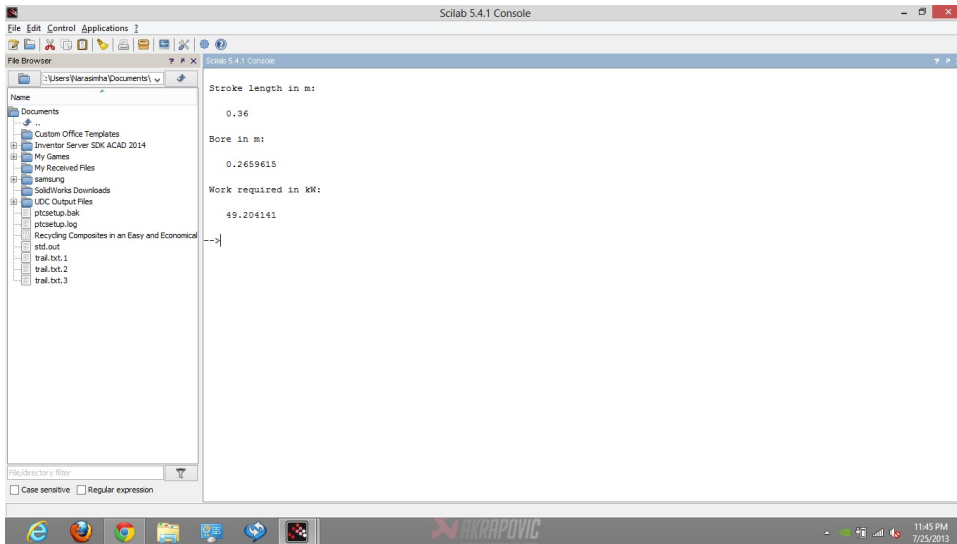 Scilab 5.4.1 Console
File Edit Control Applications ?
File Browser
Scilab 5.4.1 Console
:\Users\Narasimha\Documents\
Name
Documents
..
Custom Office Templates
Inventor Server SDK ACAD 2014
My Games
My Received Files
samsung
SolidWorks Downloads
UDC Output Files
ptcsetup.bak
ptcsetup.log
Recycling Composites in an Easy and Economical
std.out
trail.txt.1
trail.txt.2
trail.txt.3
Stroke length in m:
0.36
Bore in m:
0.2659615
Work required in kW:
49.204141
-->
File/directory filter
Case sensitive Regular expression
AKRAPOVIC
11:45 PM
7/25/2013